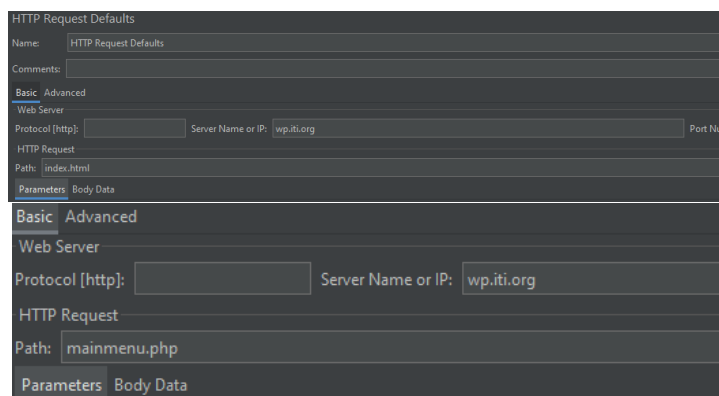 HTTP Request Defaults
Name: HTTP Request Defaults
Comments:
Basic Advanced
Web Server
Protocol [http]: Server Name or IP: wp.iti.org Port Nu
HTTP Request
Path: index.html
Parameters Body Data
Basic Advanced
Web Server
Protocol [http]: Server Name or IP: wp.iti.org
HTTP Request
Path: mainmenu.php
Parameters Body Data